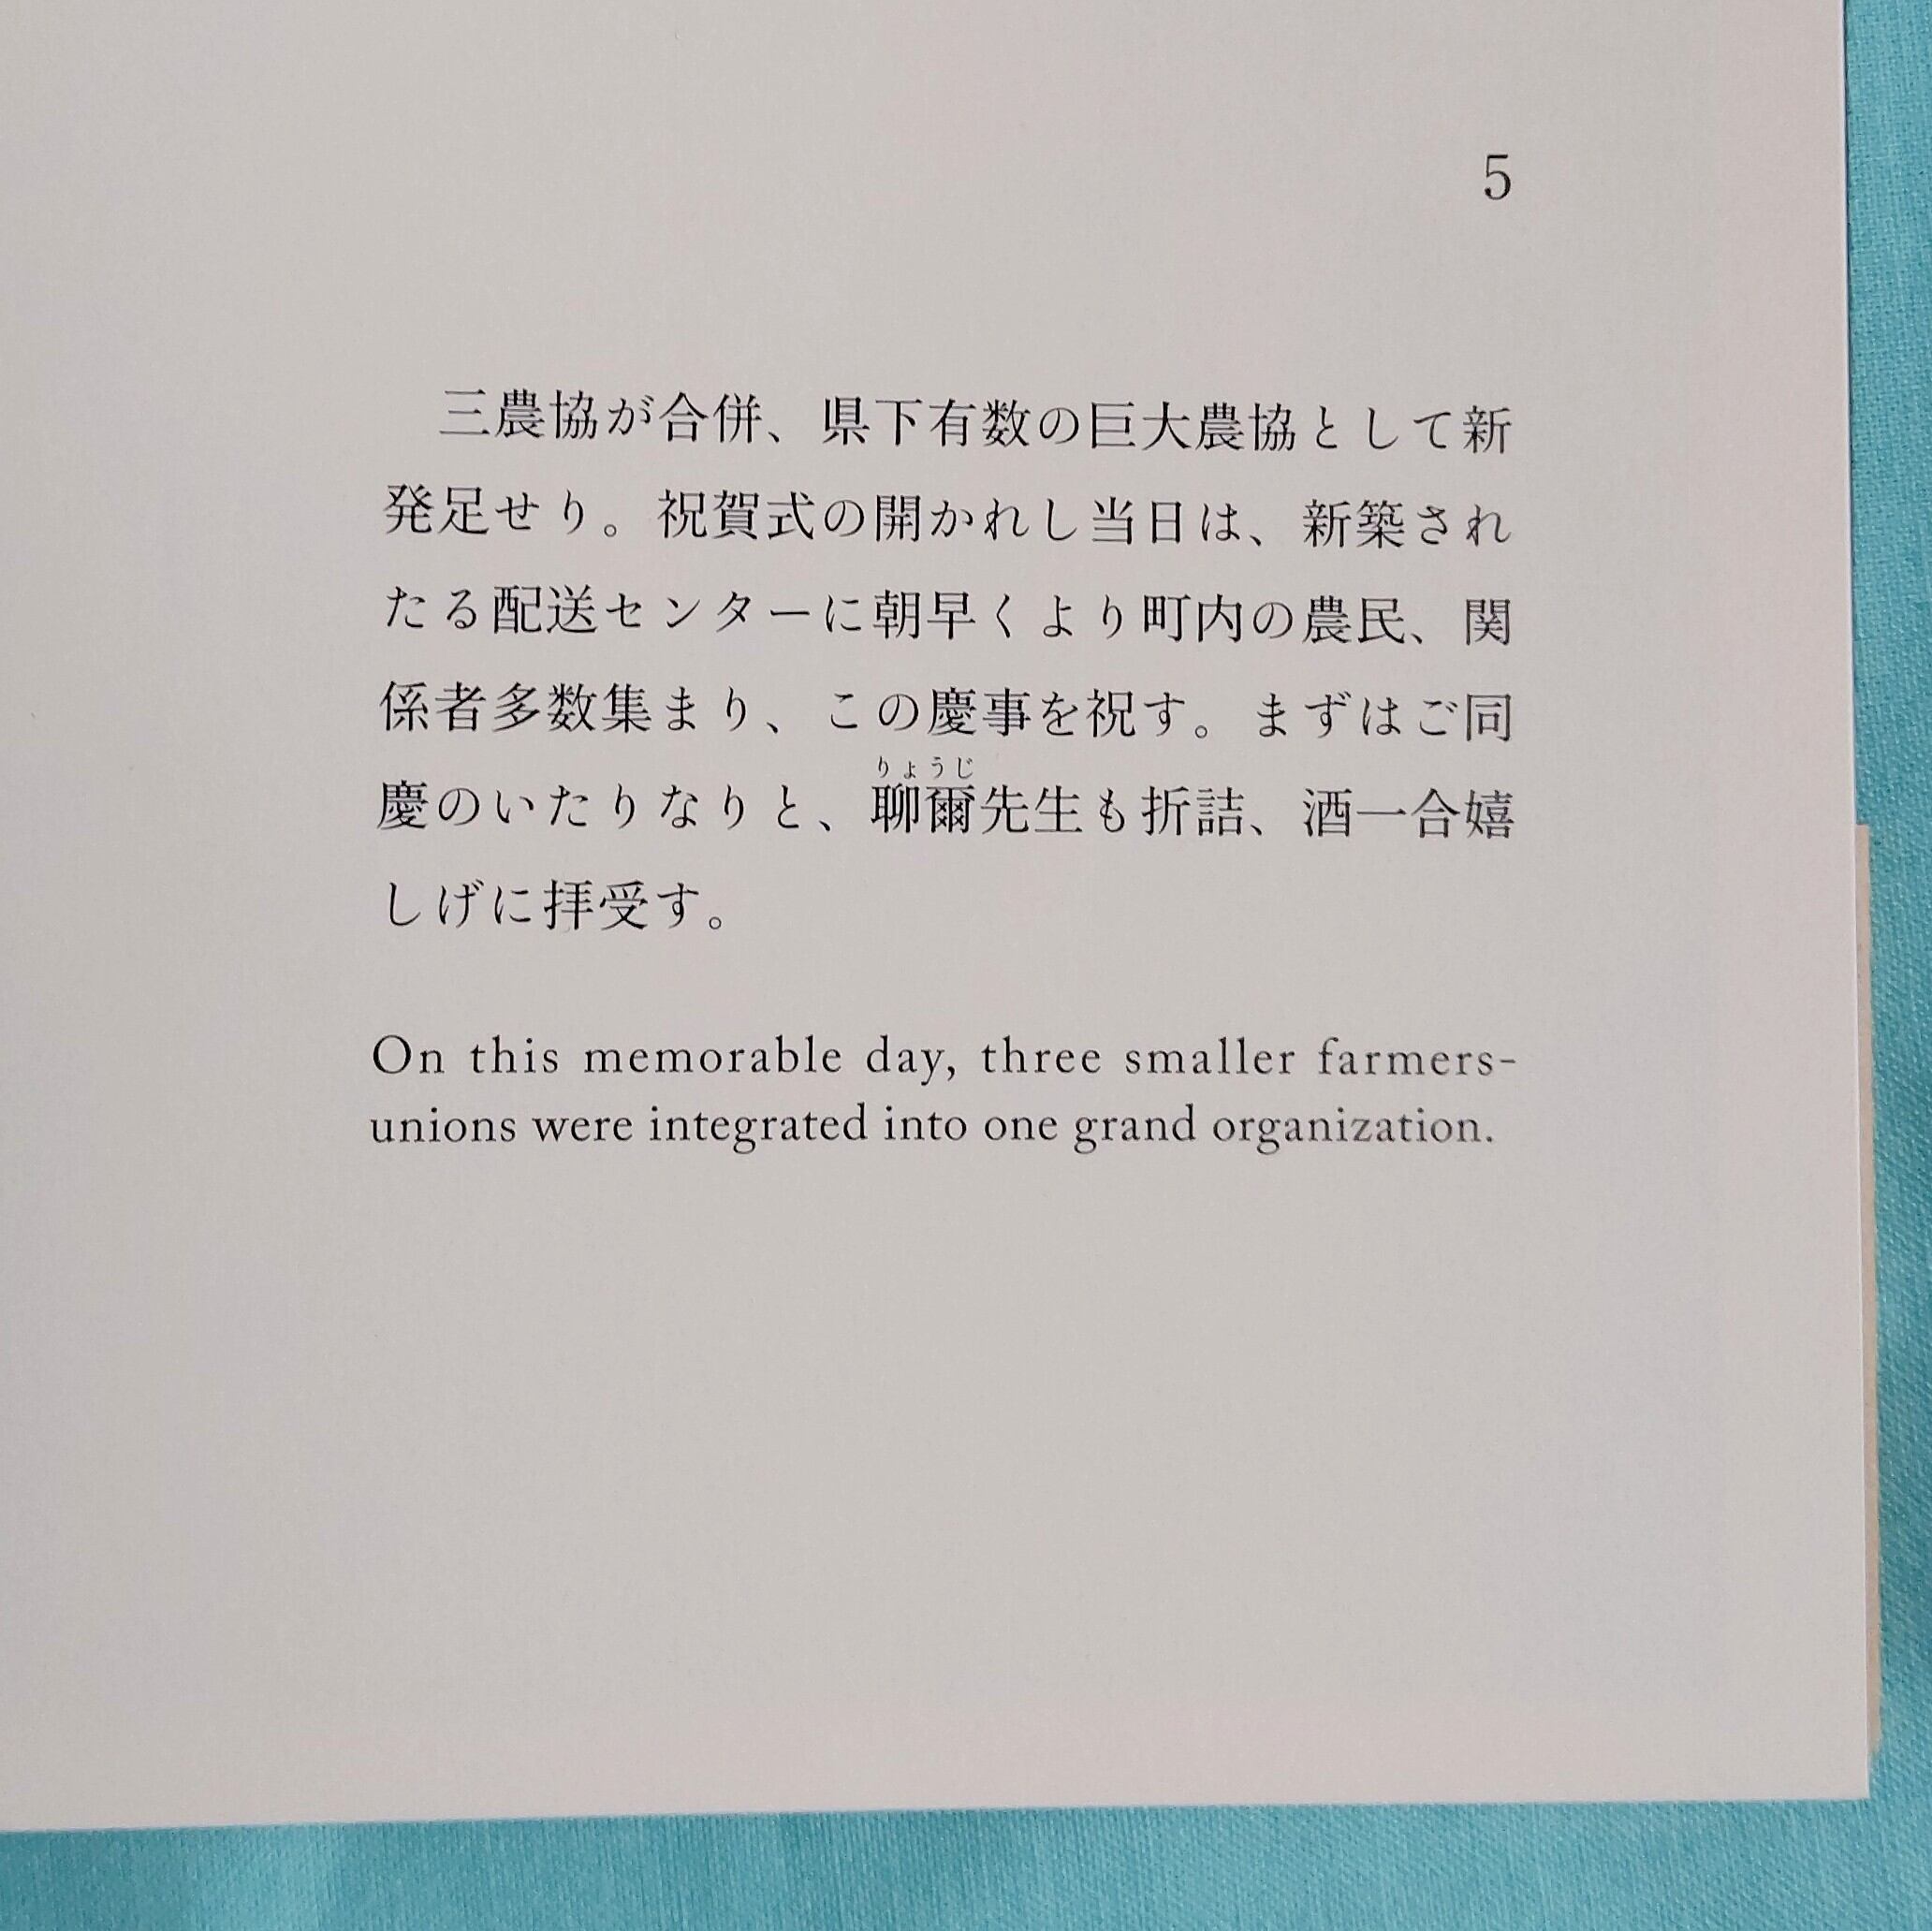 5
三農協が合併、県下有数の巨大農協として新
発足せり。祝賀式の開かれし当日は、新築され
たる配送センターに朝早くより町内の農民、関
係者多数集まり、この慶事を祝す。まずはご同
りょうじ
慶のいたりなりと、聊爾先生も折詰、酒一合嬉
しげに拝受す。
On this memorable day, three smaller farmers-
unions were integrated into one grand organization.